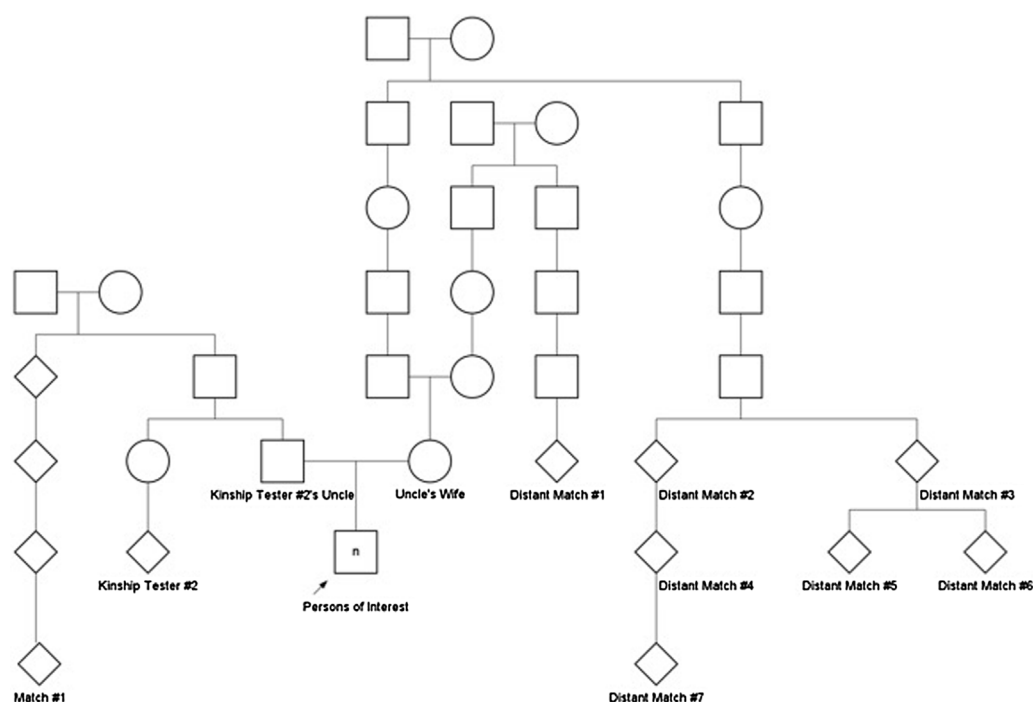 Kinship Tester #2's Uncle
Uncle's Wife
Distant Match #1
Distant Match #2
Distant Match #3
n
Kinship Tester #2
Persons of Interest
Distant Match #4
Distant Match #5
Distant Match #6
Match #1
Distant Match #7